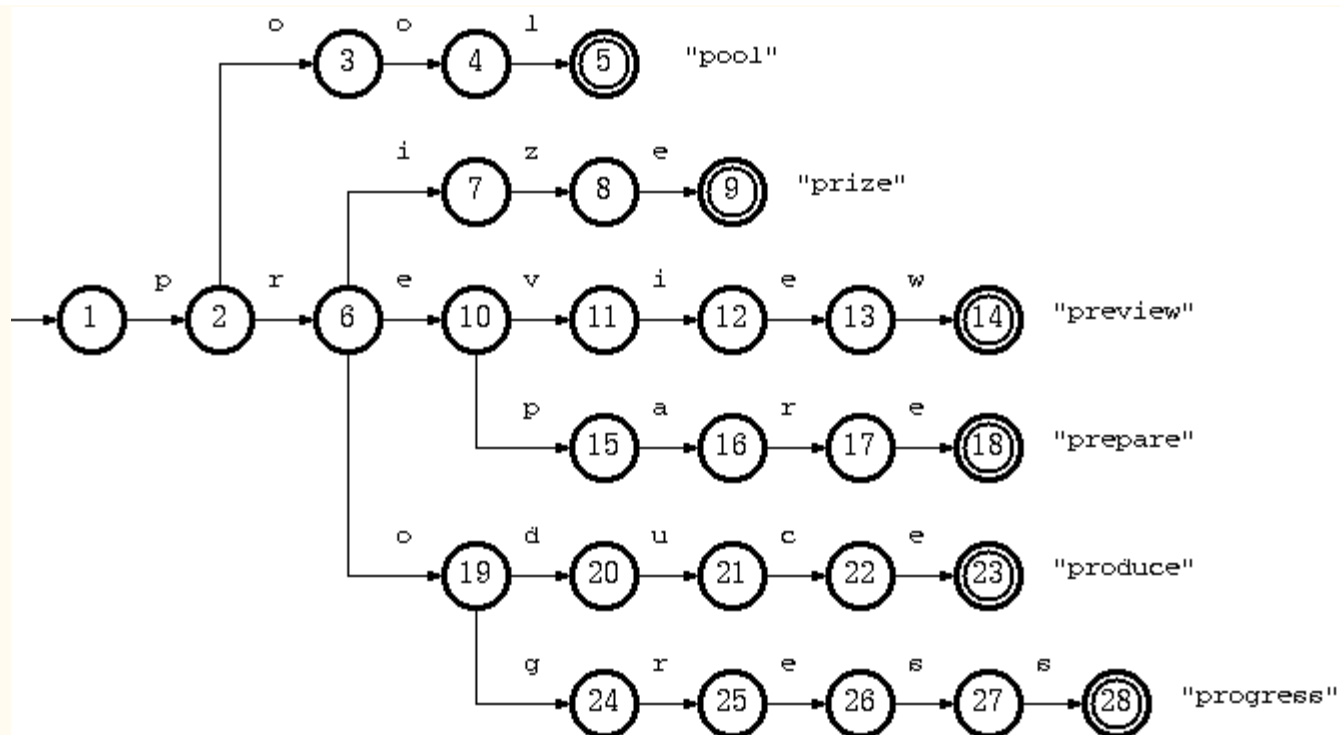 o o l
3 4 5 "pool"
i z e
7 8 9 "prize"
p r e v i e w
1 2 6 10 11 12 13 14 "preview"
p a r e
15 16 17 18 "prepare"
o d u c e
19 20 21 22 23 "produce"
g r e s s
24 25 26 27 28 "progress"